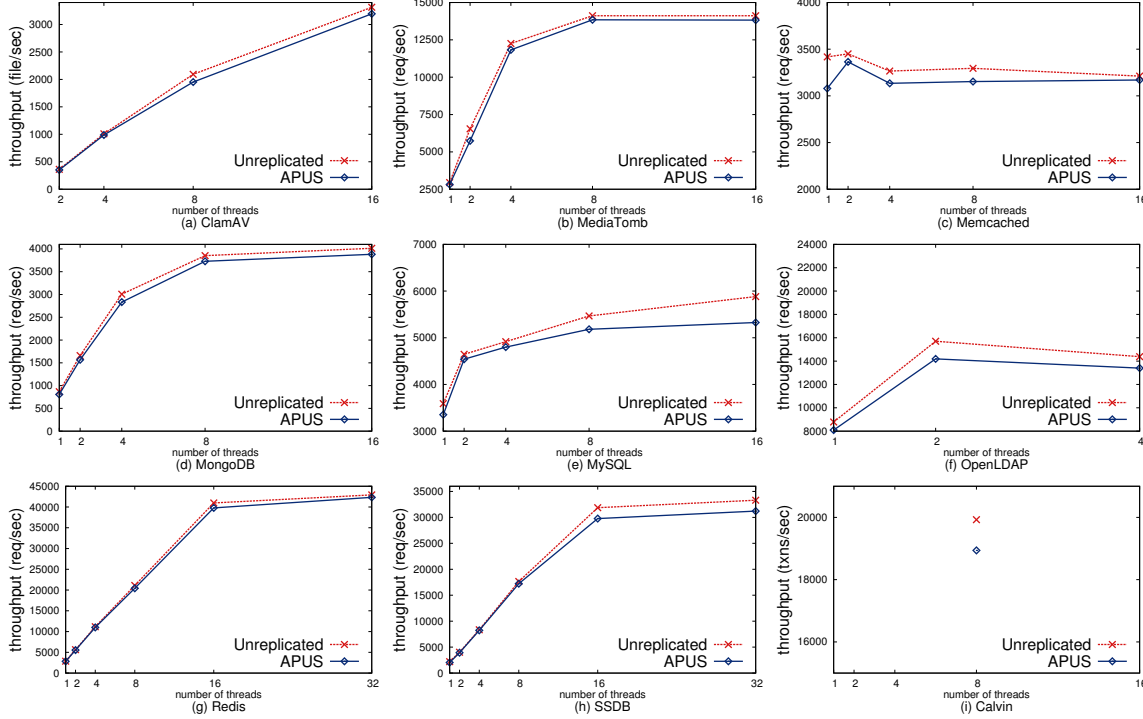 throughput (file/sec)
3000
2500
2000
1500
1000
500
0
Unreplicated
APUS
2 4 8 16
number of threads
(a) ClamAV
throughput (req/sec)
15000
12500
10000
7500
5000
2500
Unreplicated
APUS
1 2 4 8 16
number of threads
(b) MediaTomb
throughput (req/sec)
4000
3600
3200
2800
2400
2000
Unreplicated
APUS
1 2 4 8 16
number of threads
(c) Memcached
throughput (req/sec)
4000
3500
3000
2500
2000
1500
1000
500
0
Unreplicated
APUS
1 2 4 8 16
number of threads
(d) MongoDB
throughput (req/sec)
7000
6000
5000
4000
3000
Unreplicated
APUS
1 2 4 8 16
number of threads
(e) MySQL
throughput (req/sec)
24000
22000
20000
18000
16000
14000
12000
10000
8000
Unreplicated
APUS
1 2 4
number of threads
(f) OpenLDAP
throughput (req/sec)
45000
40000
35000
30000
25000
20000
15000
10000
5000
0
Unreplicated
APUS
1 2 4 8 16 32
number of threads
(g) Redis
throughput (req/sec)
35000
30000
25000
20000
15000
10000
5000
0
Unreplicated
APUS
1 2 4 8 16 32
number of threads
(h) SSDB
throughput (txns/sec)
20000
18000
16000
Unreplicated
APUS
1 2 4 8 16
number of threads
(i) Calvin